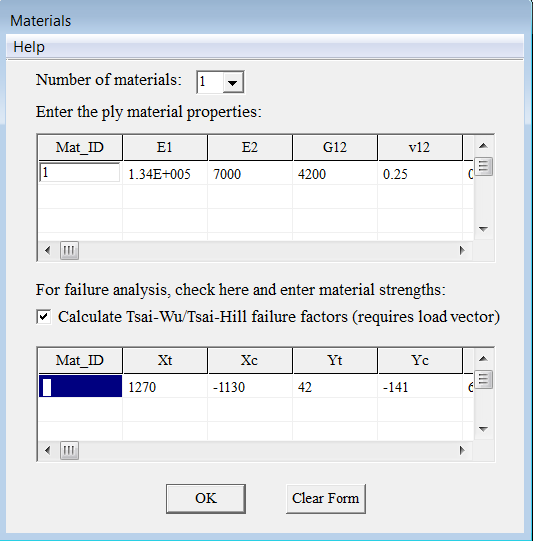 Materials
Help
Number of materials: 1
Enter the ply material properties:
Mat_ID E1 E2 G12 v12
1 1.34E+005 7000 4200 0.25
For failure analysis, check here and enter material strengths:
Calculate Tsai-Wu/Tsai-Hill failure factors (requires load vector)
Mat_ID Xt Xc Yt Yc
1270 -1130 42 -141
OK Clear Form